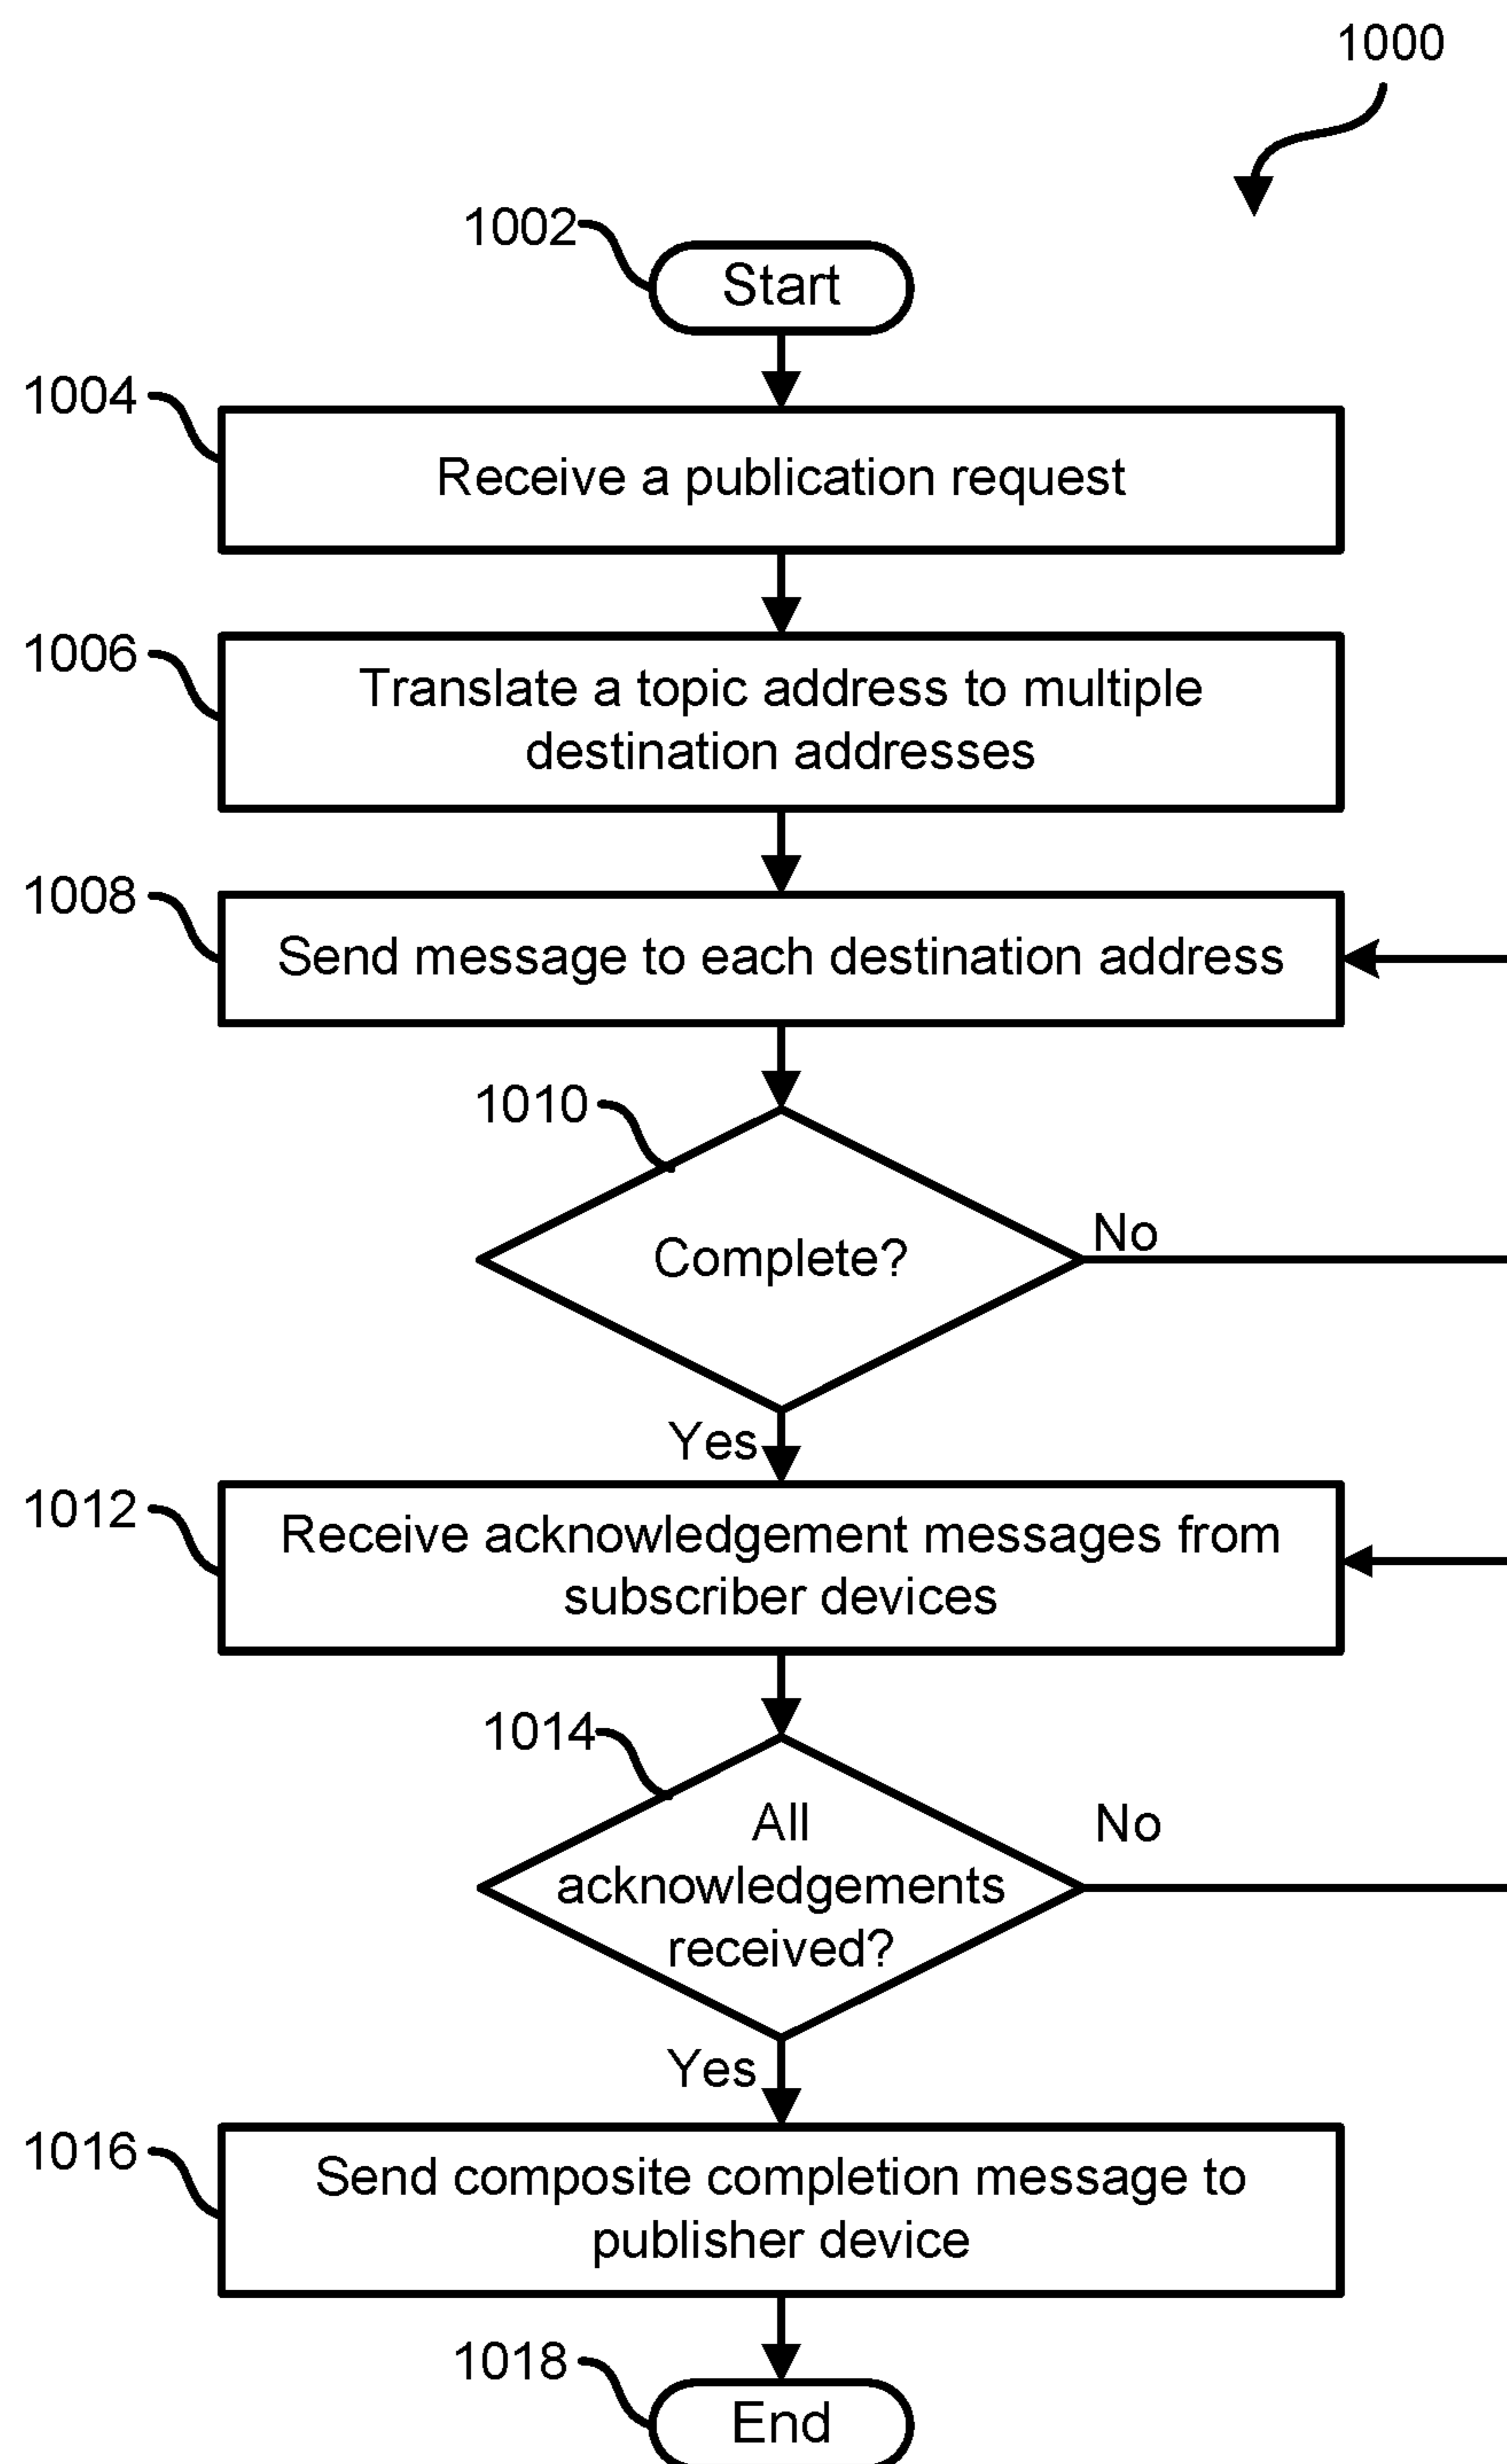 1000
1002
Start
1004
Receive a publication request
1006
Translate a topic address to multiple
destination addresses
1008
Send message to each destination address
1010
Complete?
No
Yes
1012
Receive acknowledgement messages from
subscriber devices
1014
All
acknowledgements
received?
No
Yes
1016
Send composite completion message to
publisher device
1018
End